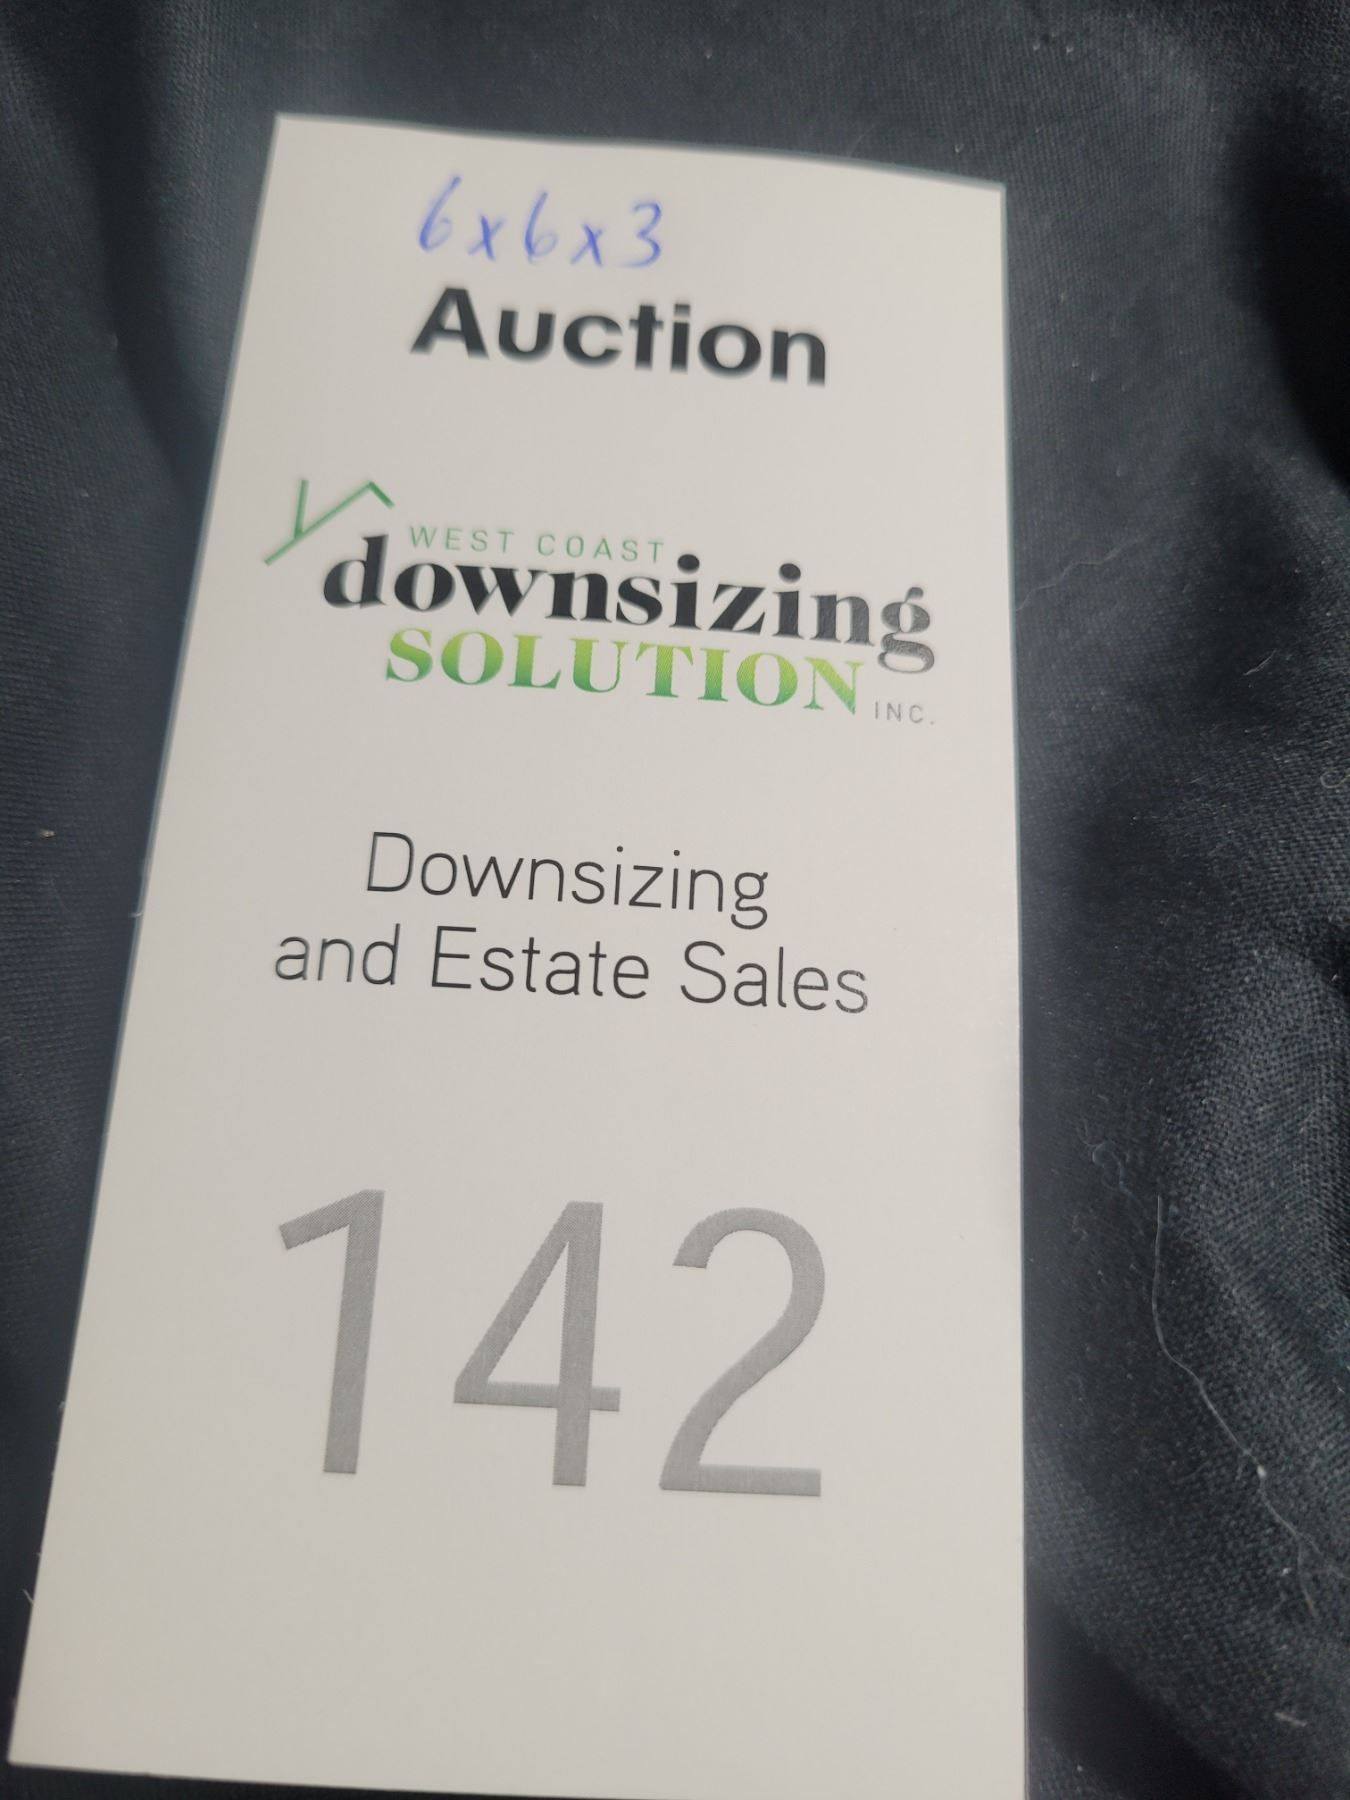 6x6x3
Auction
WEST COAST
downsizing
SOLUTION INC.
Downsizing
and Estate Sales
142